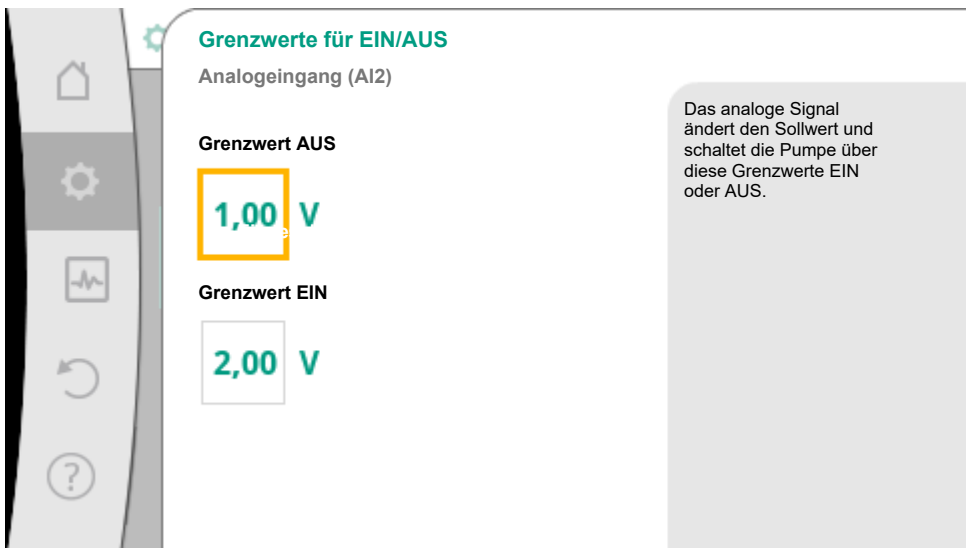 Grenzwerte für EIN/AUS
Analogeingang (AI2)
Grenzwert AUS
1,00 V
Grenzwert EIN
2,00 V
Das analoge Signal
ändert den Sollwert und
schaltet die Pumpe über
diese Grenzwerte EIN
oder AUS.
?